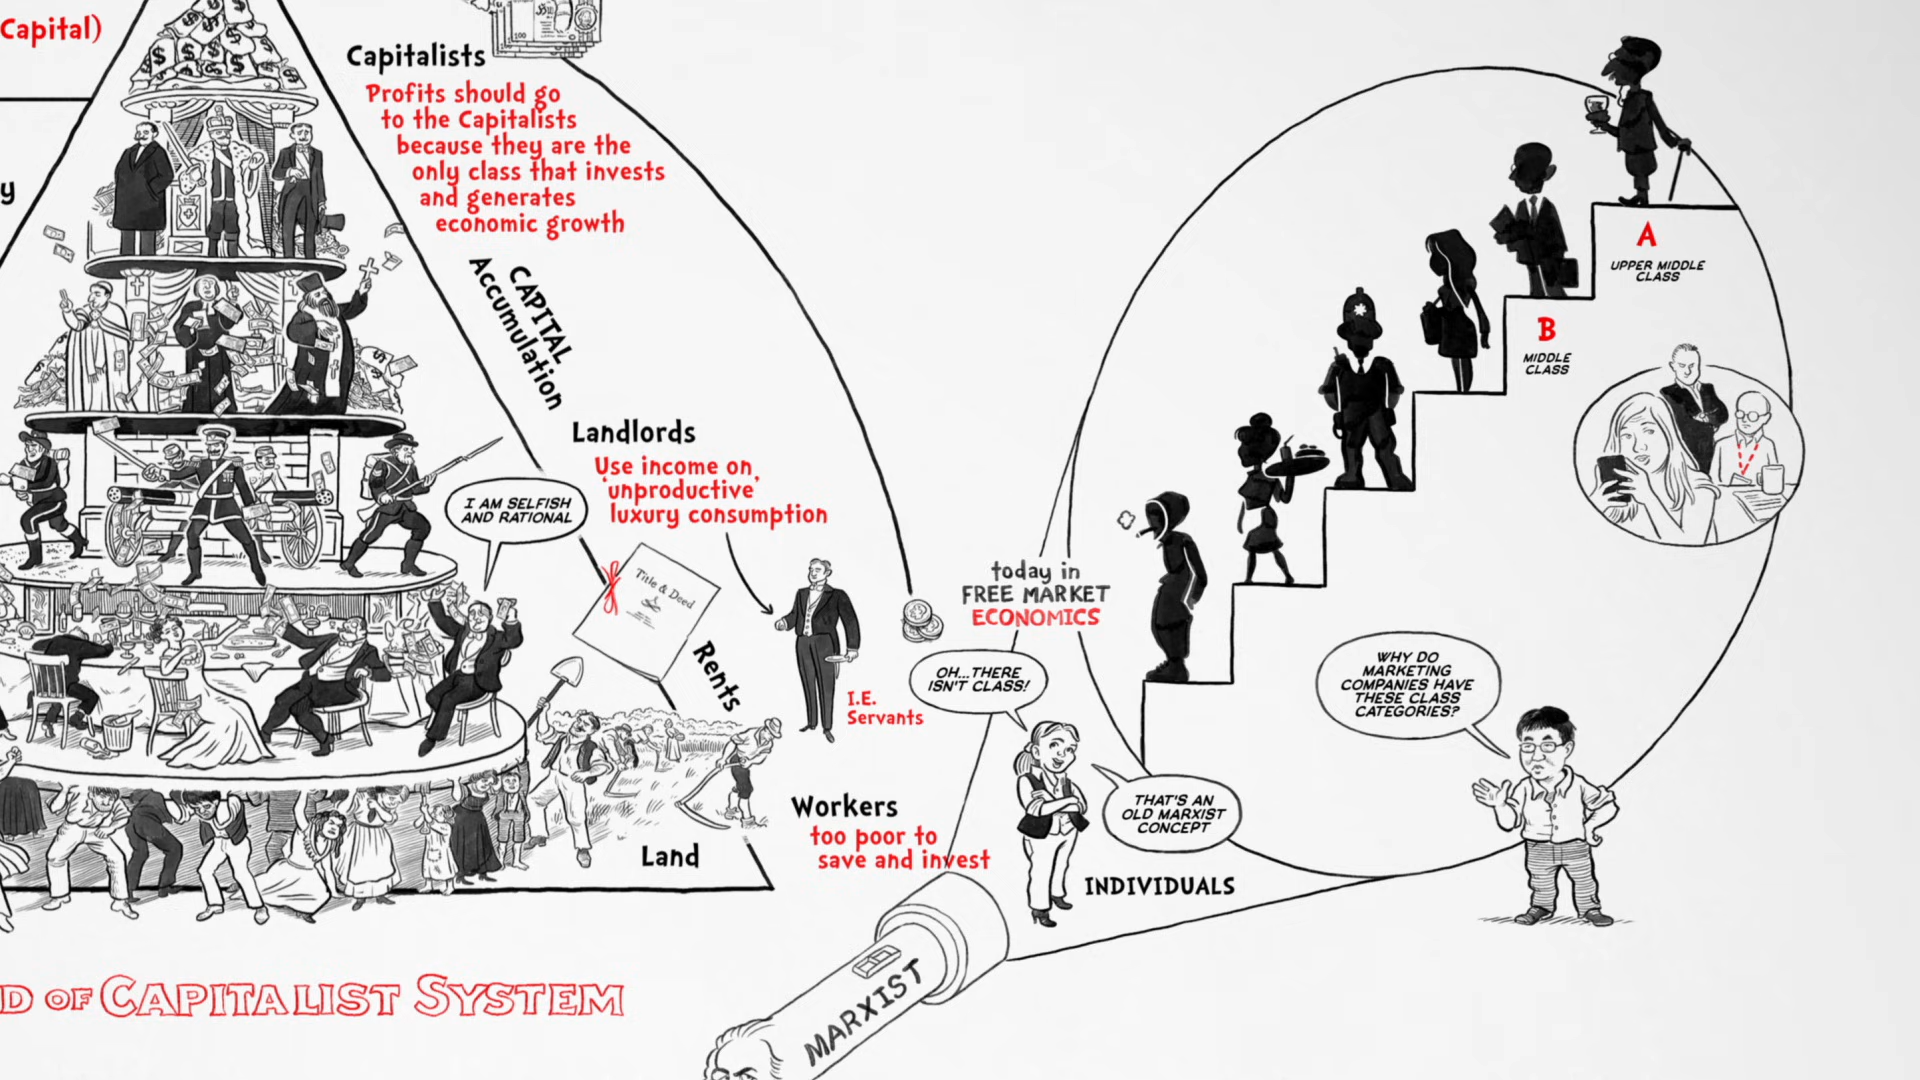 Capital)
y
Capitalists
Profits should go
to the Capitalists
because they are the
only class that invests
and generates
economic growth
CAPITAL
Accumulation
Landlords
Use income on
'unproductive'
luxury consumption
I AM SELFISH
AND RATIONAL
Title & Deed
Rents
I.E.
Servants
Workers
too poor to
save and invest
Land
D OF CAPITALIST SYSTEM
MARXIST
today in
FREE MARKET
ECONOMICS
OH...THERE
ISN'T CLASS!
THAT'S AN
OLD MARXIST
CONCEPT
INDIVIDUALS
A
UPPER MIDDLE
CLASS
B
MIDDLE
CLASS
WHY DO
MARKETING
COMPANIES HAVE
THESE CLASS
CATEGORIES?
100